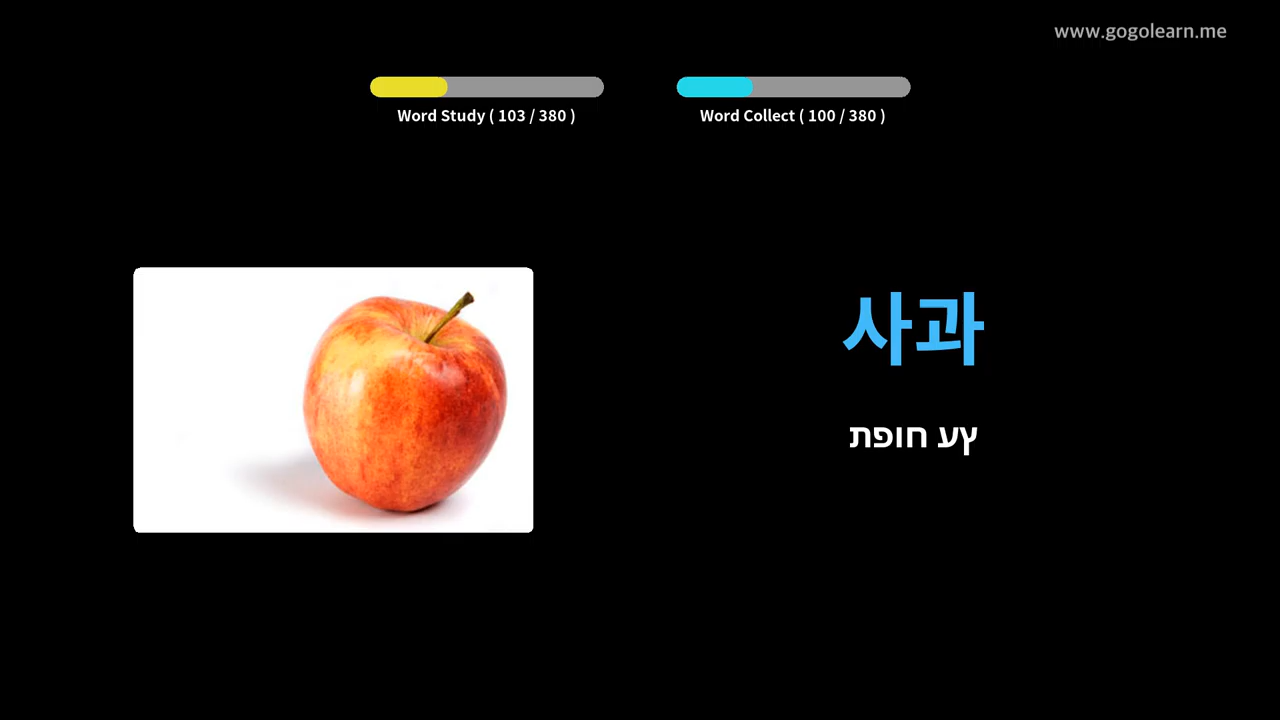 www.gogolearn.me
Word Study ( 103 / 380 )
Word Collect ( 100 / 380 )
사과
ץע חופת